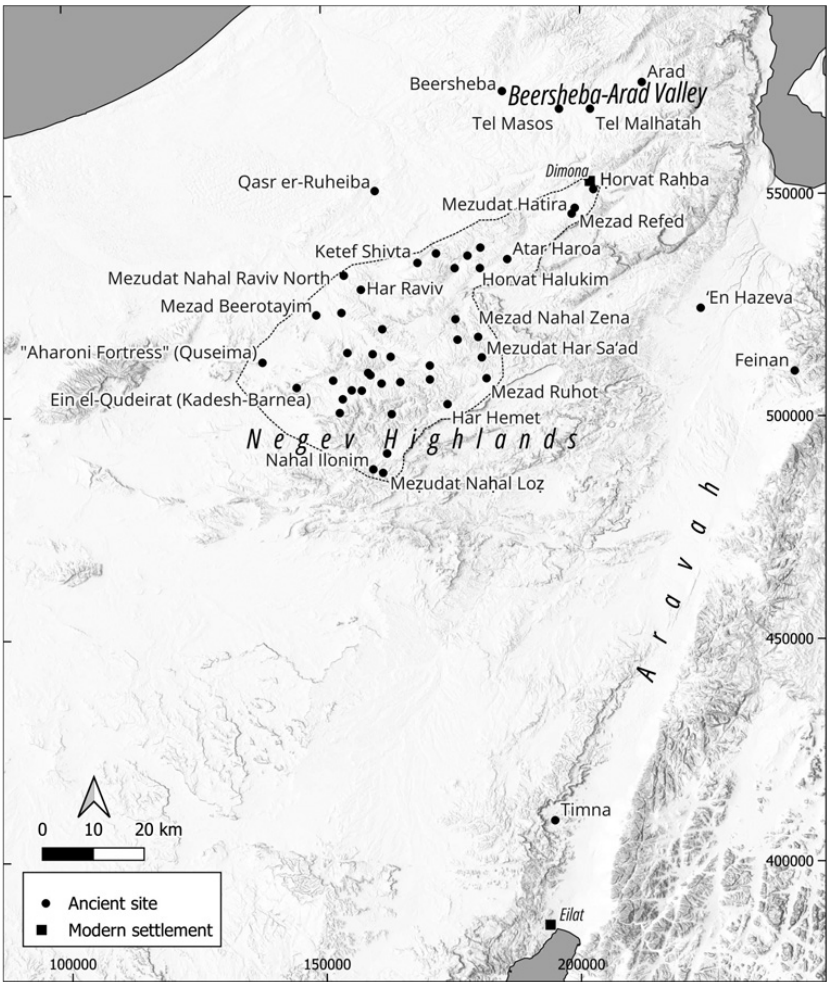 Beersheba
Arad
Beersheba-Arad Valley
Tel Masos
Tel Malhatah
Dimona
Qasr er-Ruheiba
Horvat Raḥba
550000
Mezudat Hatira
Mezad Refed
Ketef Shivta
Atar Haroa
Mezudat Nahal Raviv North
Har Raviv
Horvat Halukim
Mezad Beerotayim
Mezad Nahal Zena
'En Hazeva
"Aharoni Fortress" (Quseima)
Mezudat Har Sa'ad
Feinan
Ein el-Qudeirat (Kadesh-Barnea)
Mezad Ruhot
Har Hemet
500000
Negev Highlands
Nahal Ilonim
Meẓudat Naḥal Loẓ
Aravah
450000
Timna
0 10 20 km
400000
Ancient site
Modern settlement
Eilat
100000
150000
200000